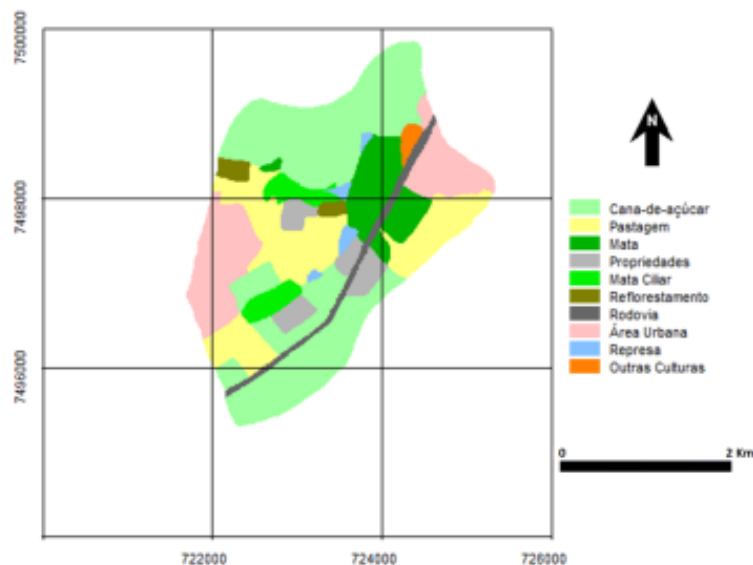 7500000
7498000
7496000
722000
724000
726000
N
Cana-de-açúcar
Pastagem
Mata
Propriedades
Mata Ciliar
Reflorestamento
Rodovia
Área Urbana
Represa
Outras Culturas
0 2 Km